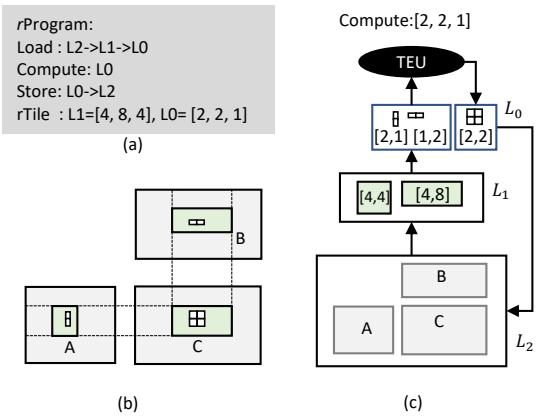 rProgram:
Load : L2->L1->L0
Compute: L0
Store: L0->L2
rTile : L1=[4, 8, 4], L0= [2, 2, 1]
(a)
B
A
C
(b)
Compute:[2, 2, 1]
TEU
[2,1] [1,2]
[2,2]
L0
[4,4]
[4,8]
L1
B
A
C
L2
(c)